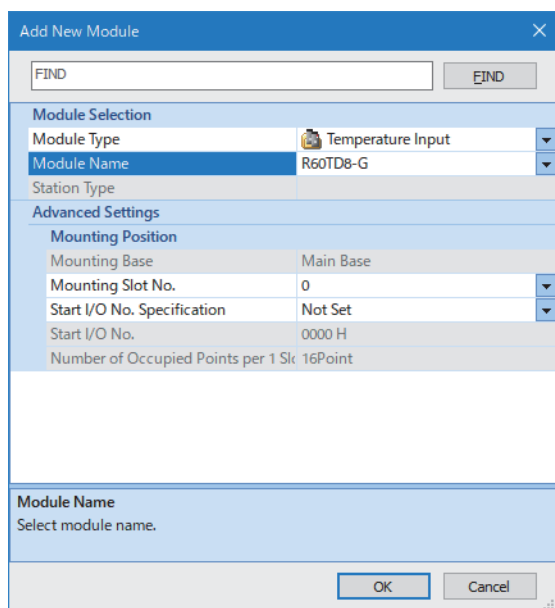 Add New Module
FIND FIND
Module Selection
Module Type Temperature Input
Module Name R60TD8-G
Station Type
Advanced Settings
Mounting Position
Mounting Base Main Base
Mounting Slot No. 0
Start I/O No. Specification Not Set
Start I/O No. 0000 H
Number of Occupied Points per 1 Slo 16Point
Module Name
Select module name.
OK Cancel